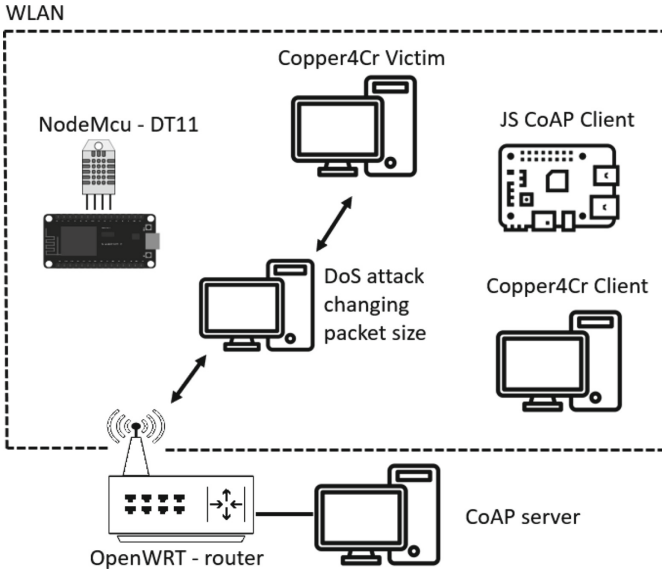 WLAN
Copper4Cr Victim
NodeMcu - DT11
JS CoAP Client
DoS attack
changing
packet size
Copper4Cr Client
CoAP server
OpenWRT - router